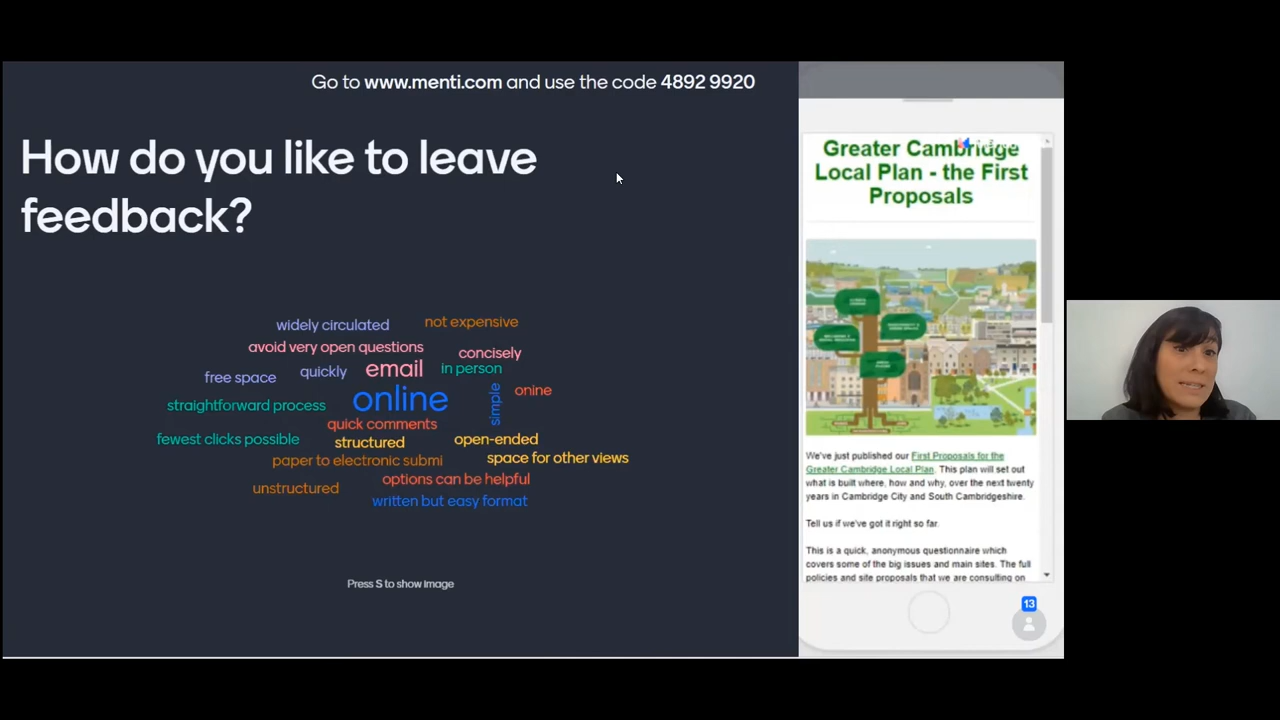 Go to www.menti.com and use the code 4892 9920
How do you like to leave
feedback?
widely circulated
not expensive
avoid very open questions
concisely
email
in person
quickly
free space
online
simple
onine
straightforward process
quick comments
fewest clicks possible
structured
open-ended
paper to electronic submi
space for other views
unstructured
options can be helpful
written but easy format
Press S to show image
Greater Cambridge
Local Plan - the First
Proposals
We've just published our First Proposals for the
Greater Cambridge Local Plan. This plan will set out
what is built where, how and why, over the next twenty
years in Cambridge City and South Cambridgeshire.
Tell us if we've got it right so far.
This is a quick, anonymous questionnaire which
covers some of the big issues and main sites. The full
policies and site proposals that we are consulting on
13